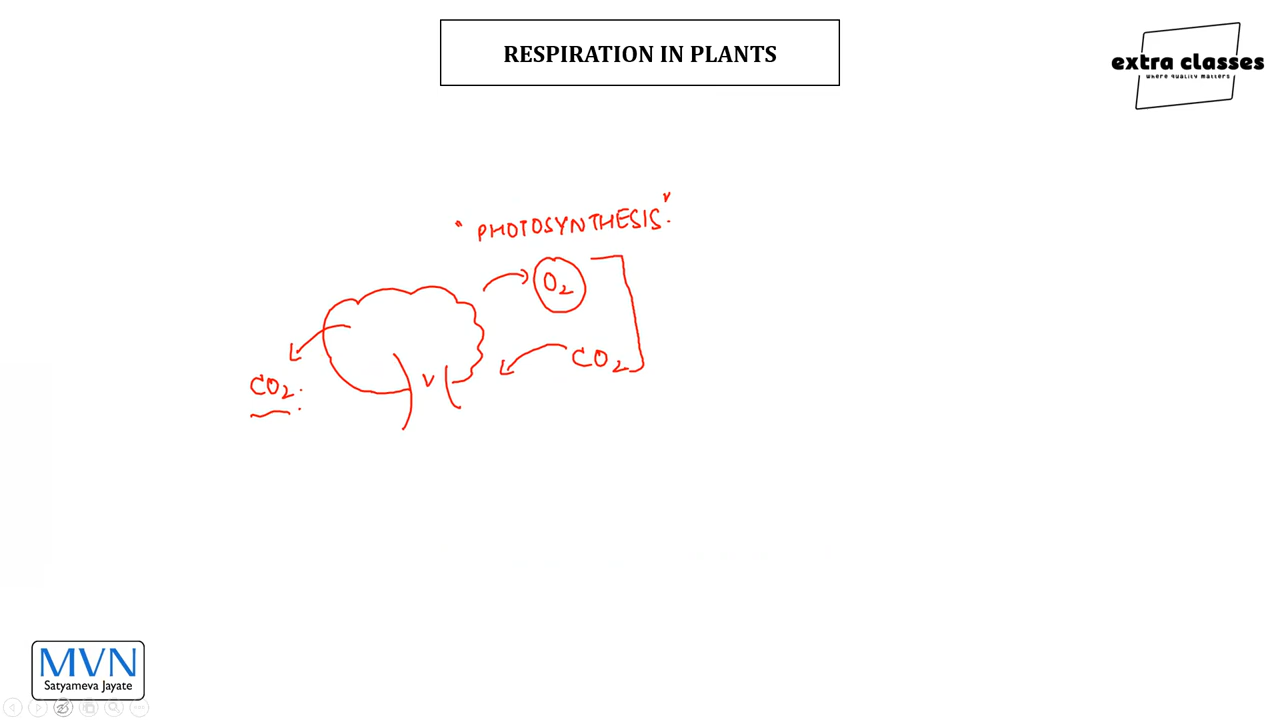 RESPIRATION IN PLANTS
extra classes
where quality matters
"PHOTOSYNTHESIS".
O₂
CO₂
CO₂
MVN
Satyameva Jayate